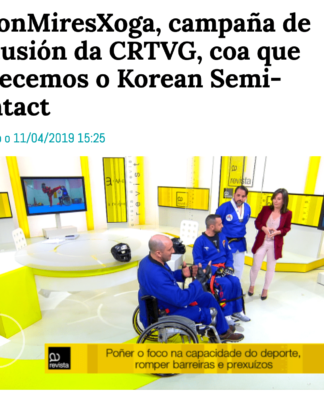 onMiresXoga, campaña de
usión da CRTVG, coa que
ecemos o Korean Semi-
ntact
o 11/04/2019 15:25
revista
Poñer o foco na capacidade do deporte,
romper barreiras e prexuízos